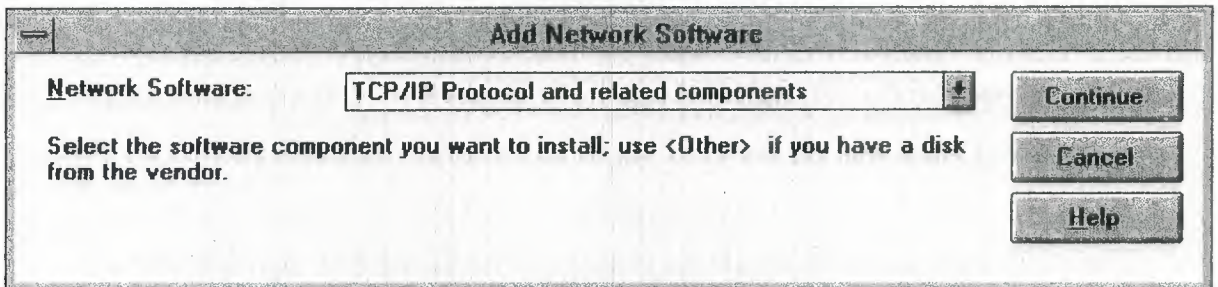 Add Network Software
Network Software: TCP/IP Protocol and related components
Continue
Select the software component you want to install; use <Other> if you have a disk
from the vendor.
Cancel
Help